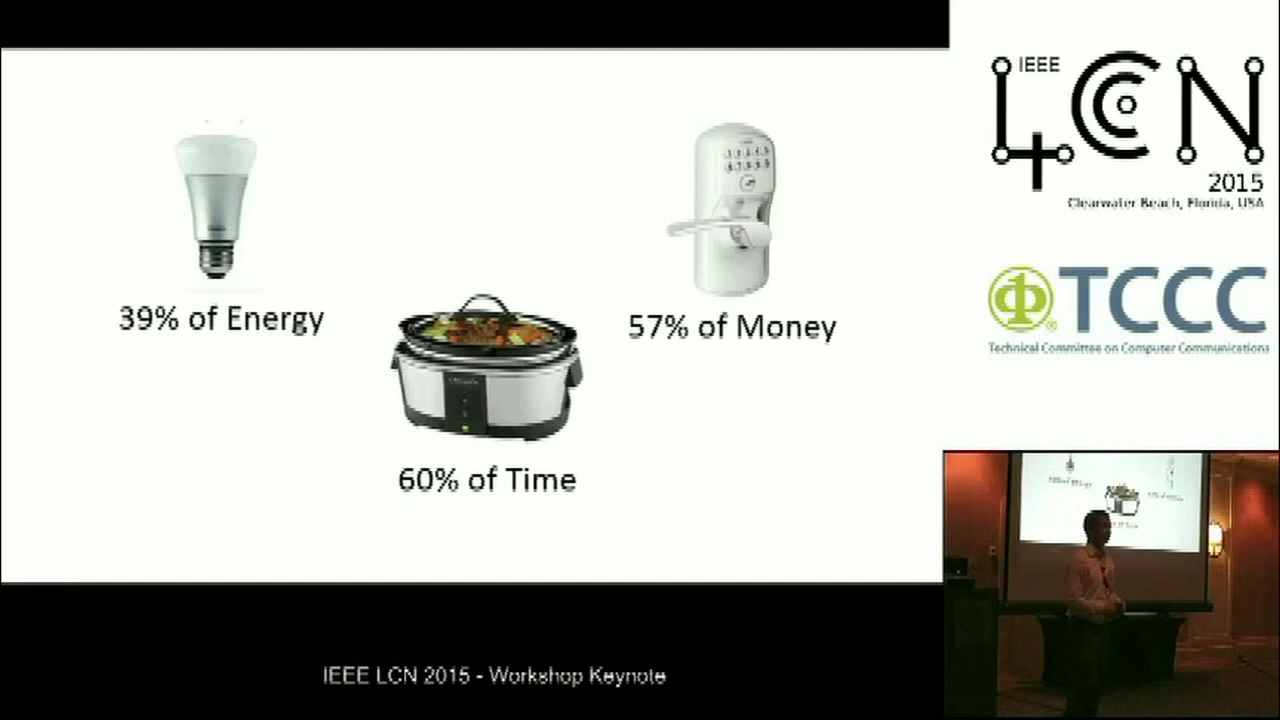 39% of Energy
57% of Money
60% of Time
IEEE
LCN
2015
Clearwater Beach, Florida, USA
TCCC
Technical Committee on Computer Communications
IEEE LCN 2015 - Workshop Keynote